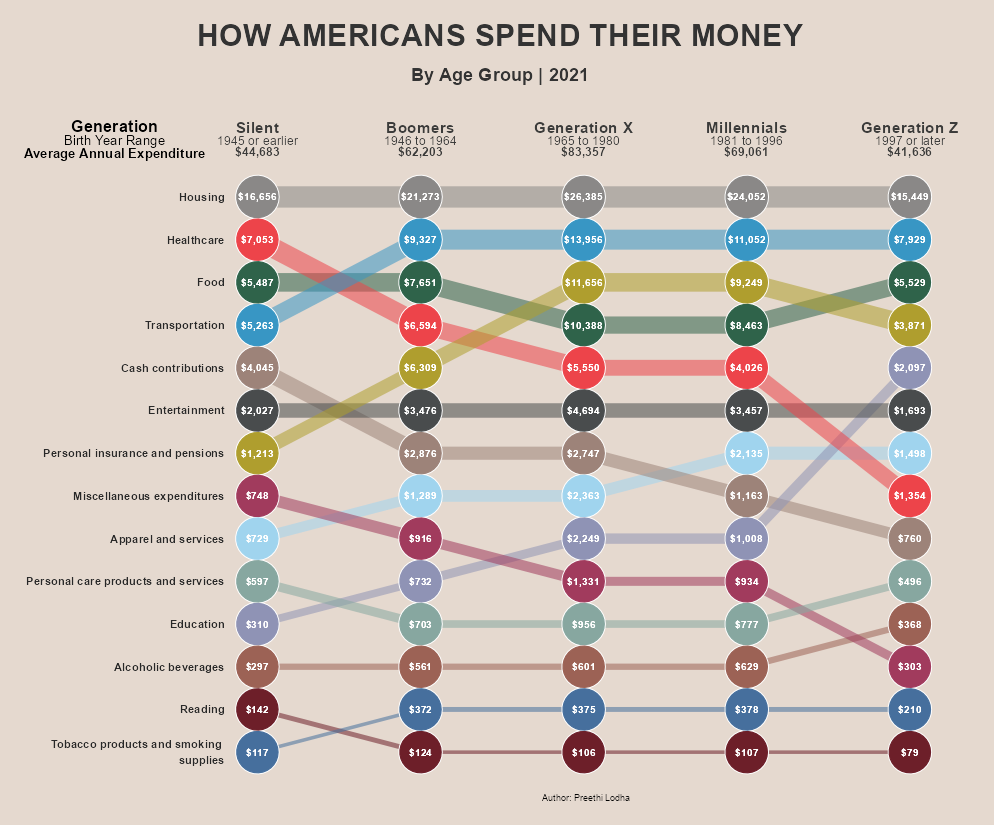 HOW AMERICANS SPEND THEIR MONEY
By Age Group | 2021
Generation Silent Boomers Generation X Millennials Generation Z
Birth Year Range 1945 or earlier 1946 to 1964 1965 to 1980 1981 to 1996 1997 or later
Average Annual Expenditure $44,683 $62,203 $83,357 $69,061 $41,636
Housing $16,656 $21,273 $26,385 $24,052 $15,449
Healthcare $7,053 $9,327 $13,956 $11,052 $7,929
Food $5,487 $7,651 $11,656 $9,249 $5,529
Transportation $5,263 $6,594 $10,388 $8,463 $3,871
Cash contributions $4,045 $6,309 $5,550 $4,026 $2,097
Entertainment $2,027 $3,476 $4,694 $3,457 $1,693
Personal insurance and pensions $1,213 $2,876 $2,747 $2,135 $1,498
Miscellaneous expenditures $748 $1,289 $2,363 $1,163 $1,354
Apparel and services $729 $916 $2,249 $1,008 $760
Personal care products and services $597 $732 $1,331 $934 $496
Education $310 $703 $956 $777 $368
Alcoholic beverages $297 $561 $601 $629 $303
Reading $142 $372 $375 $378 $210
Tobacco products and smoking
supplies $117 $124 $106 $107 $79
Author: Preethi Lodha